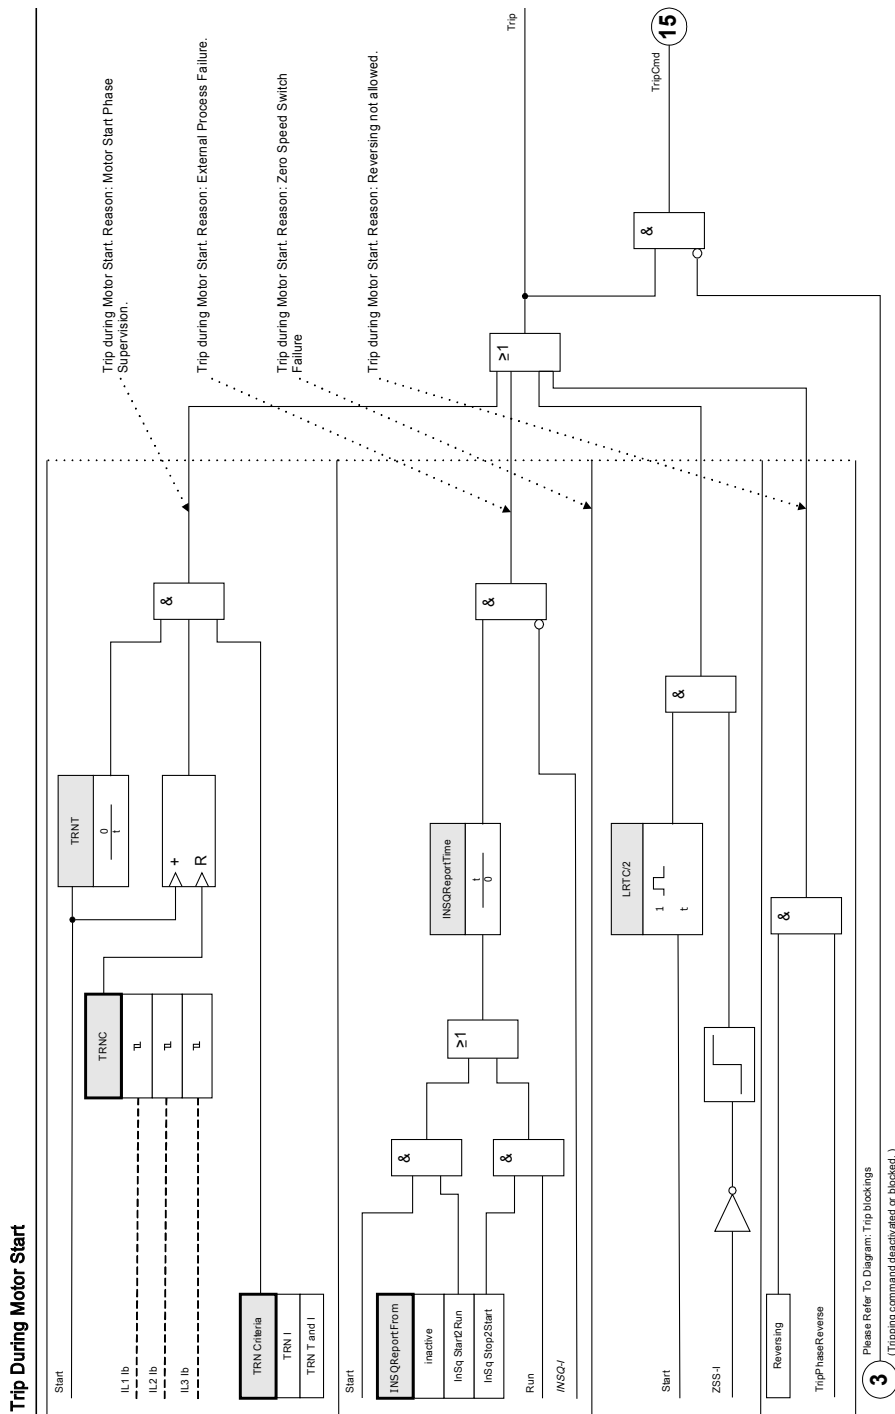 Trip During Motor Start
Start
IL1 Ib
IL2 Ib
IL3 Ib
TRNC
TRNT
0
t
+
R
&
TRN Criteria
TRN I
TRN T and I
Trip during Motor Start. Reason: Motor Start Phase
Supervision.
Start
INSQReportFrom
inactive
InSq Start2Run
InSq Stop2Start
Run
INSQ-I
&
&
≥1
INSQReportTime
t
0
&
Trip during Motor Start. Reason: External Process Failure.
Start
ZSS-I
LRTC/2
1
t
&
Trip during Motor Start. Reason: Zero Speed Switch
Failure
Reversing
TripPhaseReverse
&
Trip during Motor Start. Reason: Reversing not allowed.
≥1
Trip
&
TripCmd
15
3
Please Refer To Diagram: Trip blockings
(Tripping command deactivated or blocked. )